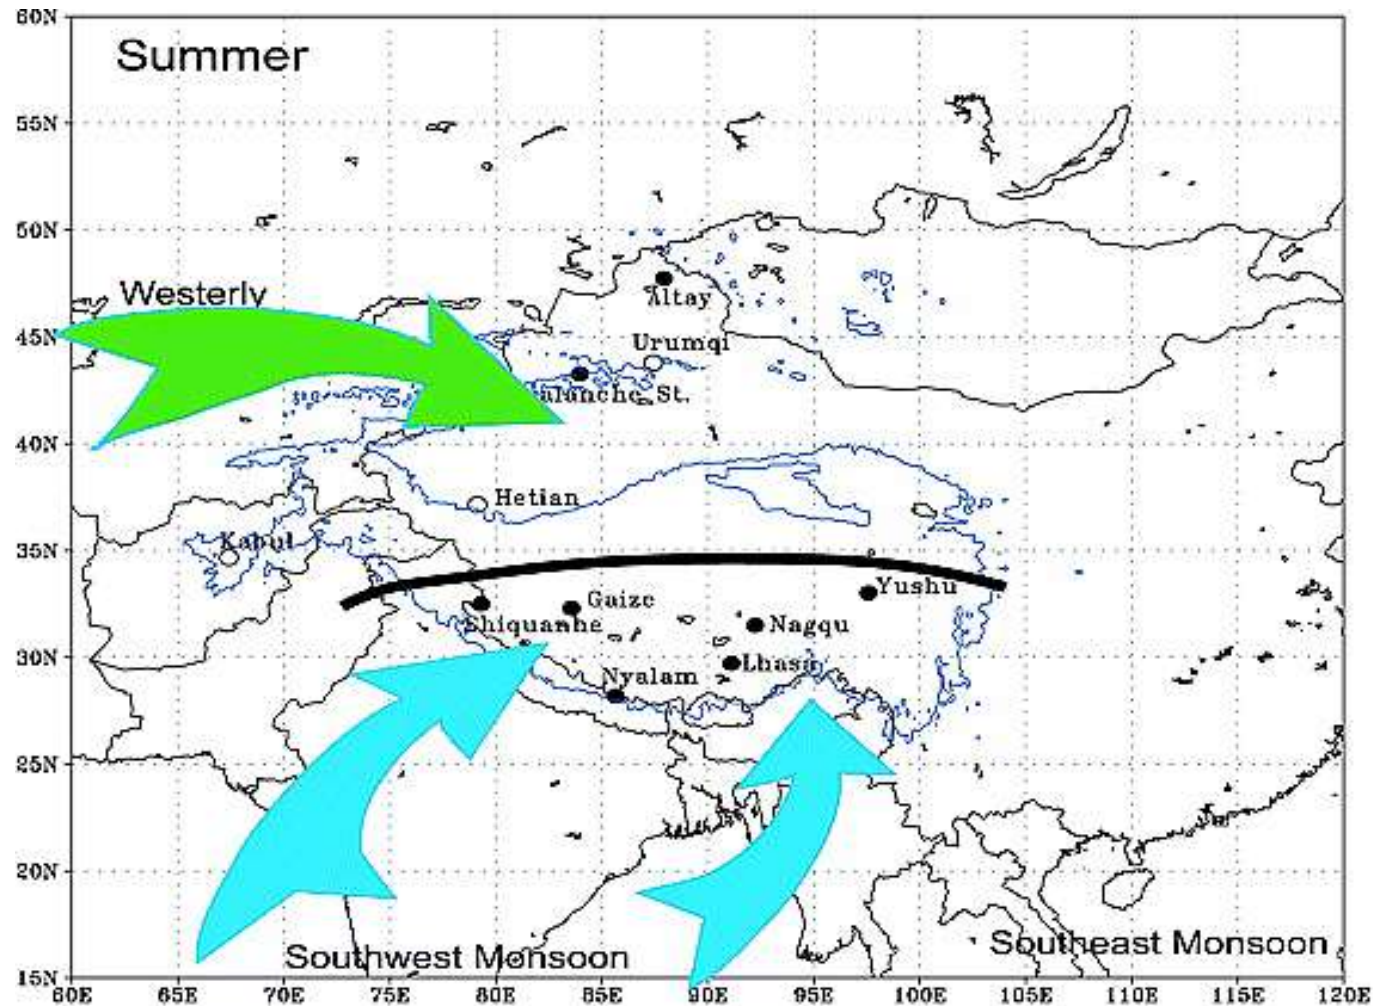 60N
Summer
55N
50N
Altay
Westerly
45N
Urumqi
alanche St.
40N
Hetian
35N
Kabul
Yushu
Gaize
Shiquanhe
Nagqu
30N
Lhasa
Nyalam
25N
20N
Southwest Monsoon
Southeast Monsoon
15N
60E 65E 70E 75E 80E 85E 90E 95E 100E 105E 110E 115E 120E